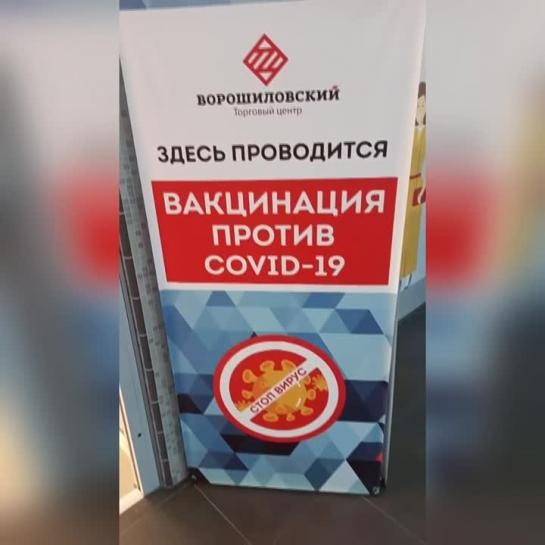 ВОРОШИЛОВСКИЙ
Торговый центр
ЗДЕСЬ ПРОВОДИТСЯ
ВАКЦИНАЦИЯ
ПРОТИВ
COVID-19
СТОП ВИРУС